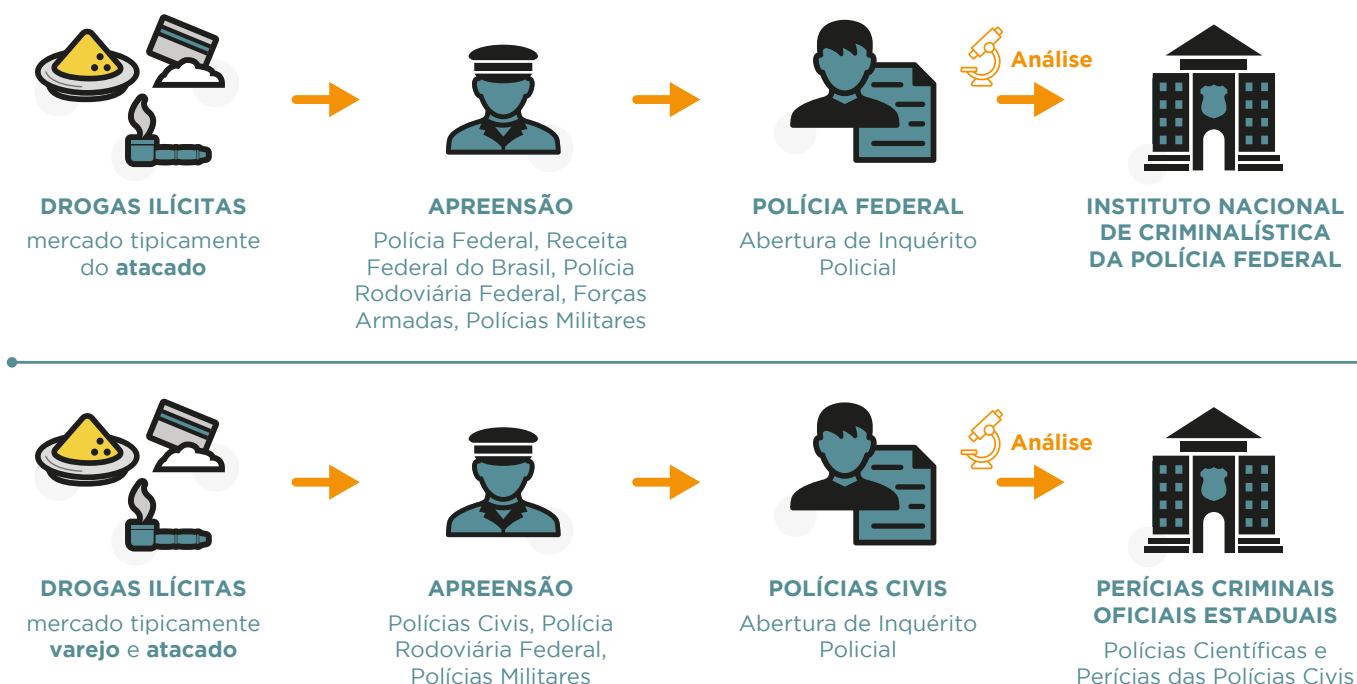 Análise
DROGAS ILÍCITAS
mercado tipicamente
do atacado
APREENSÃO
Polícia Federal, Receita
Federal do Brasil, Polícia
Rodoviária Federal, Forças
Armadas, Polícias Militares
POLÍCIA FEDERAL
Abertura de Inquérito
Policial
INSTITUTO NACIONAL
DE CRIMINALÍSTICA
DA POLÍCIA FEDERAL
Análise
DROGAS ILÍCITAS
mercado tipicamente
varejo e atacado
APREENSÃO
Polícias Civis, Polícia
Rodoviária Federal,
Polícias Militares
POLÍCIAS CIVIS
Abertura de Inquérito
Policial
PERÍCIAS CRIMINAIS
OFICIAIS ESTADUAIS
Polícias Científicas e
Perícias das Polícias Civis